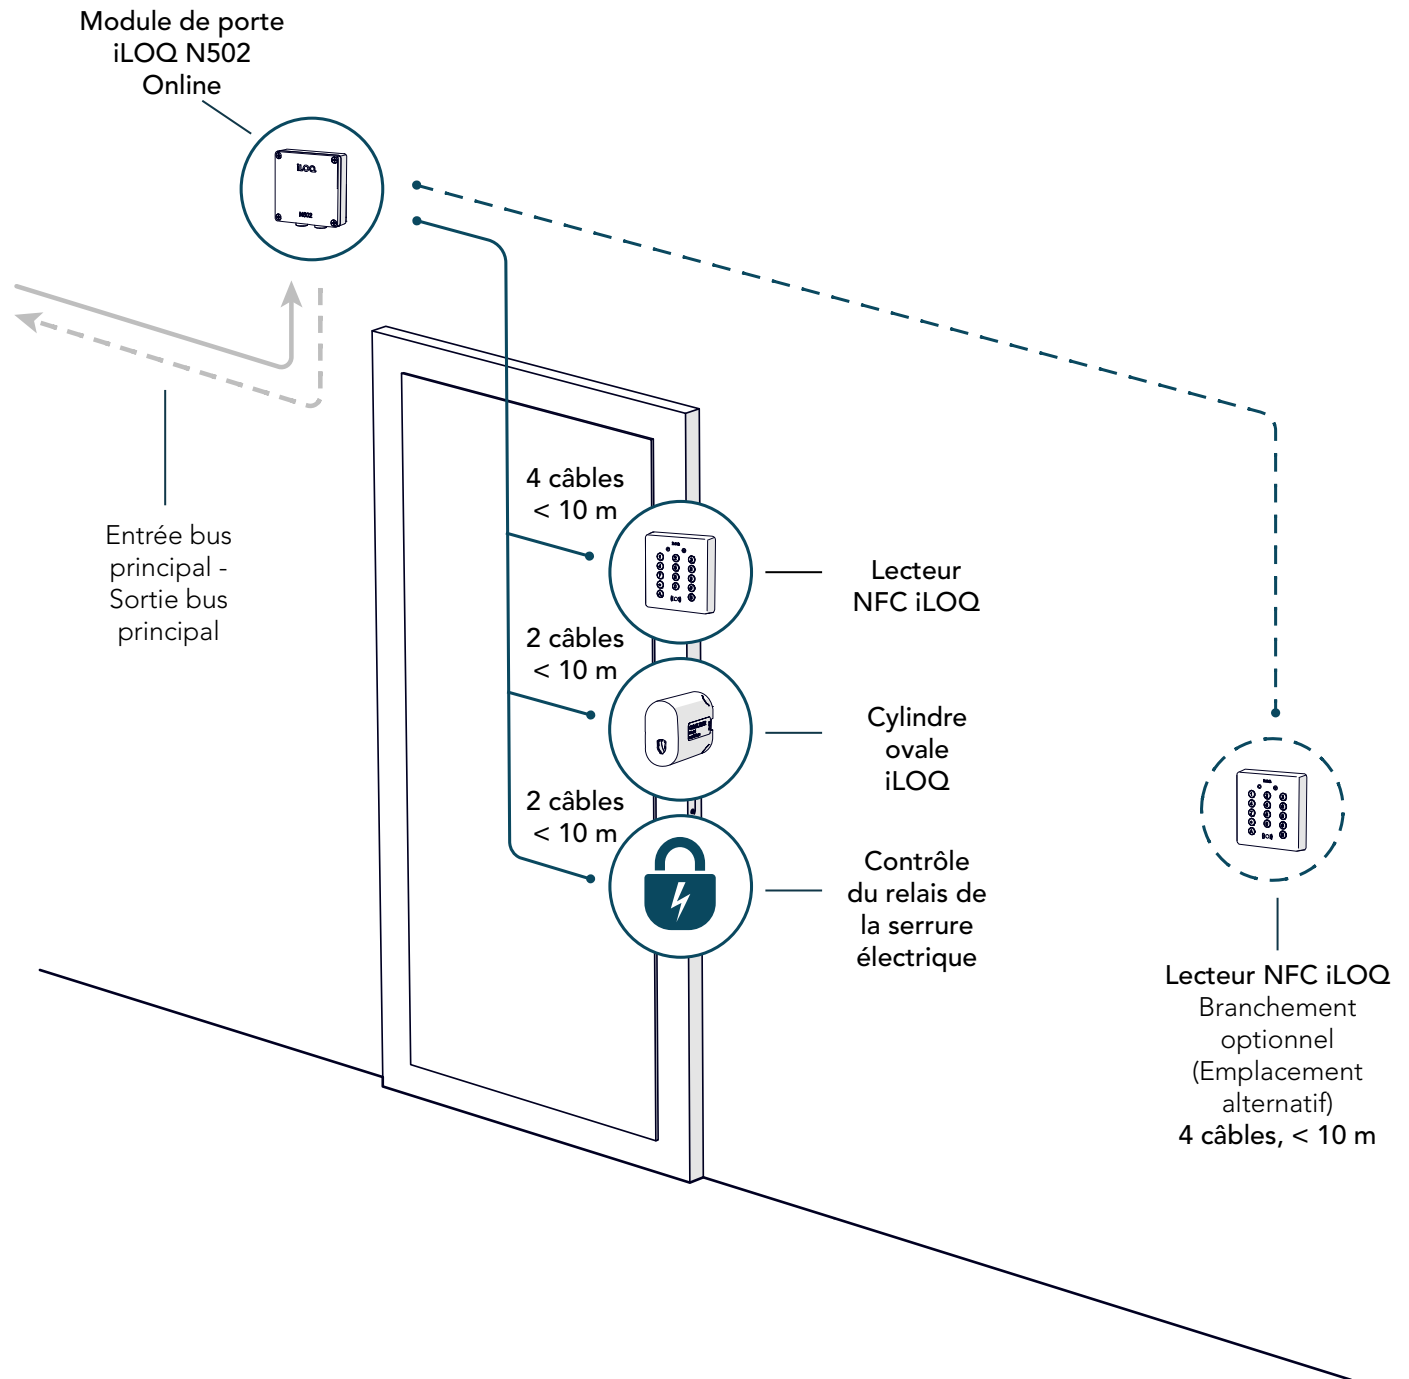 Module de porte
iLOQ N502
Online
iLOQ
N502
4 câbles
< 10 m
Entrée bus
principal -
Sortie bus
principal
Lecteur
NFC iLOQ
2 câbles
< 10 m
Cylindre
ovale
iLOQ
2 câbles
< 10 m
Contrôle
du relais de
la serrure
électrique
Lecteur NFC iLOQ
Branchement
optionnel
(Emplacement
alternatif)
4 câbles, < 10 m